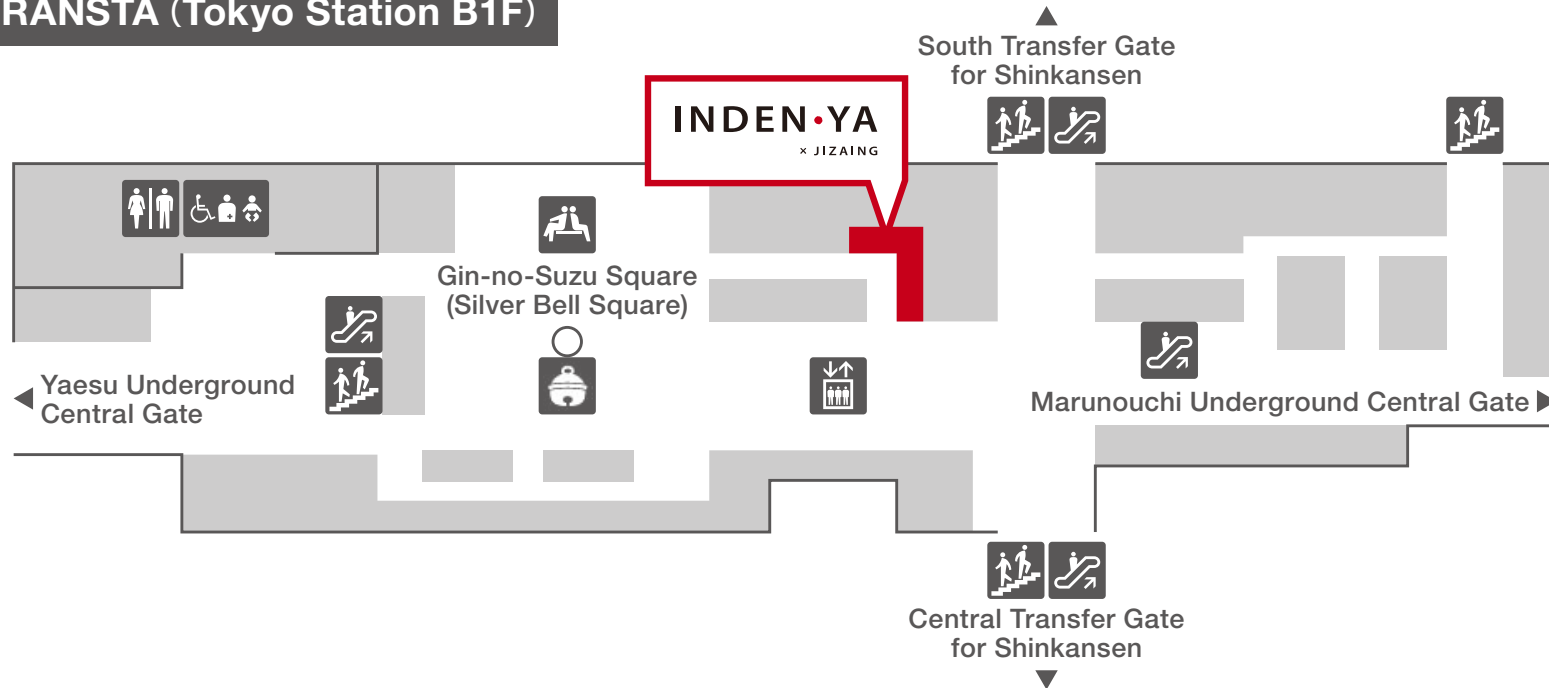 RANSTA (Tokyo Station B1F)
South Transfer Gate
for Shinkansen
INDEN·YA
× JIZAING
Gin-no-Suzu Square
(Silver Bell Square)
Yaesu Underground
Central Gate
Marunouchi Underground Central Gate
Central Transfer Gate
for Shinkansen